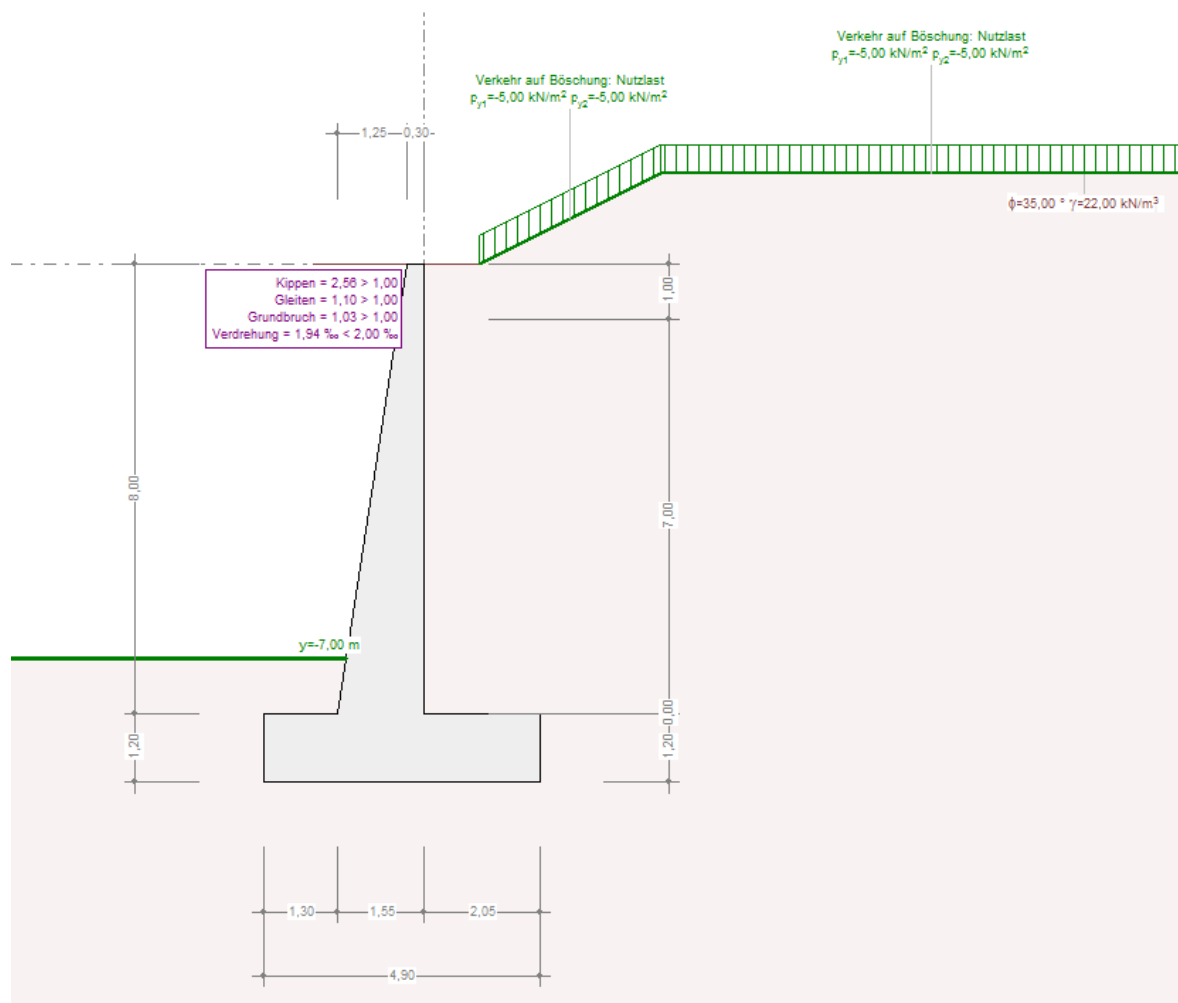 Verkehr auf Böschung: Nutzlast
p_y1=-5,00 kN/m² p_y2=-5,00 kN/m²
Verkehr auf Böschung: Nutzlast
p_y1=-5,00 kN/m² p_y2=-5,00 kN/m²
1,25
0,30
ϕ=35,00 ° γ=22,00 kN/m³
Kippen = 2,56 > 1,00
Gleiten = 1,10 > 1,00
Grundbruch = 1,03 > 1,00
Verdrehung = 1,94 ‰ < 2,00 ‰
1,00
8,00
7,00
y=-7,00 m
1,20
0,00
1,20
1,30
1,55
2,05
4,90